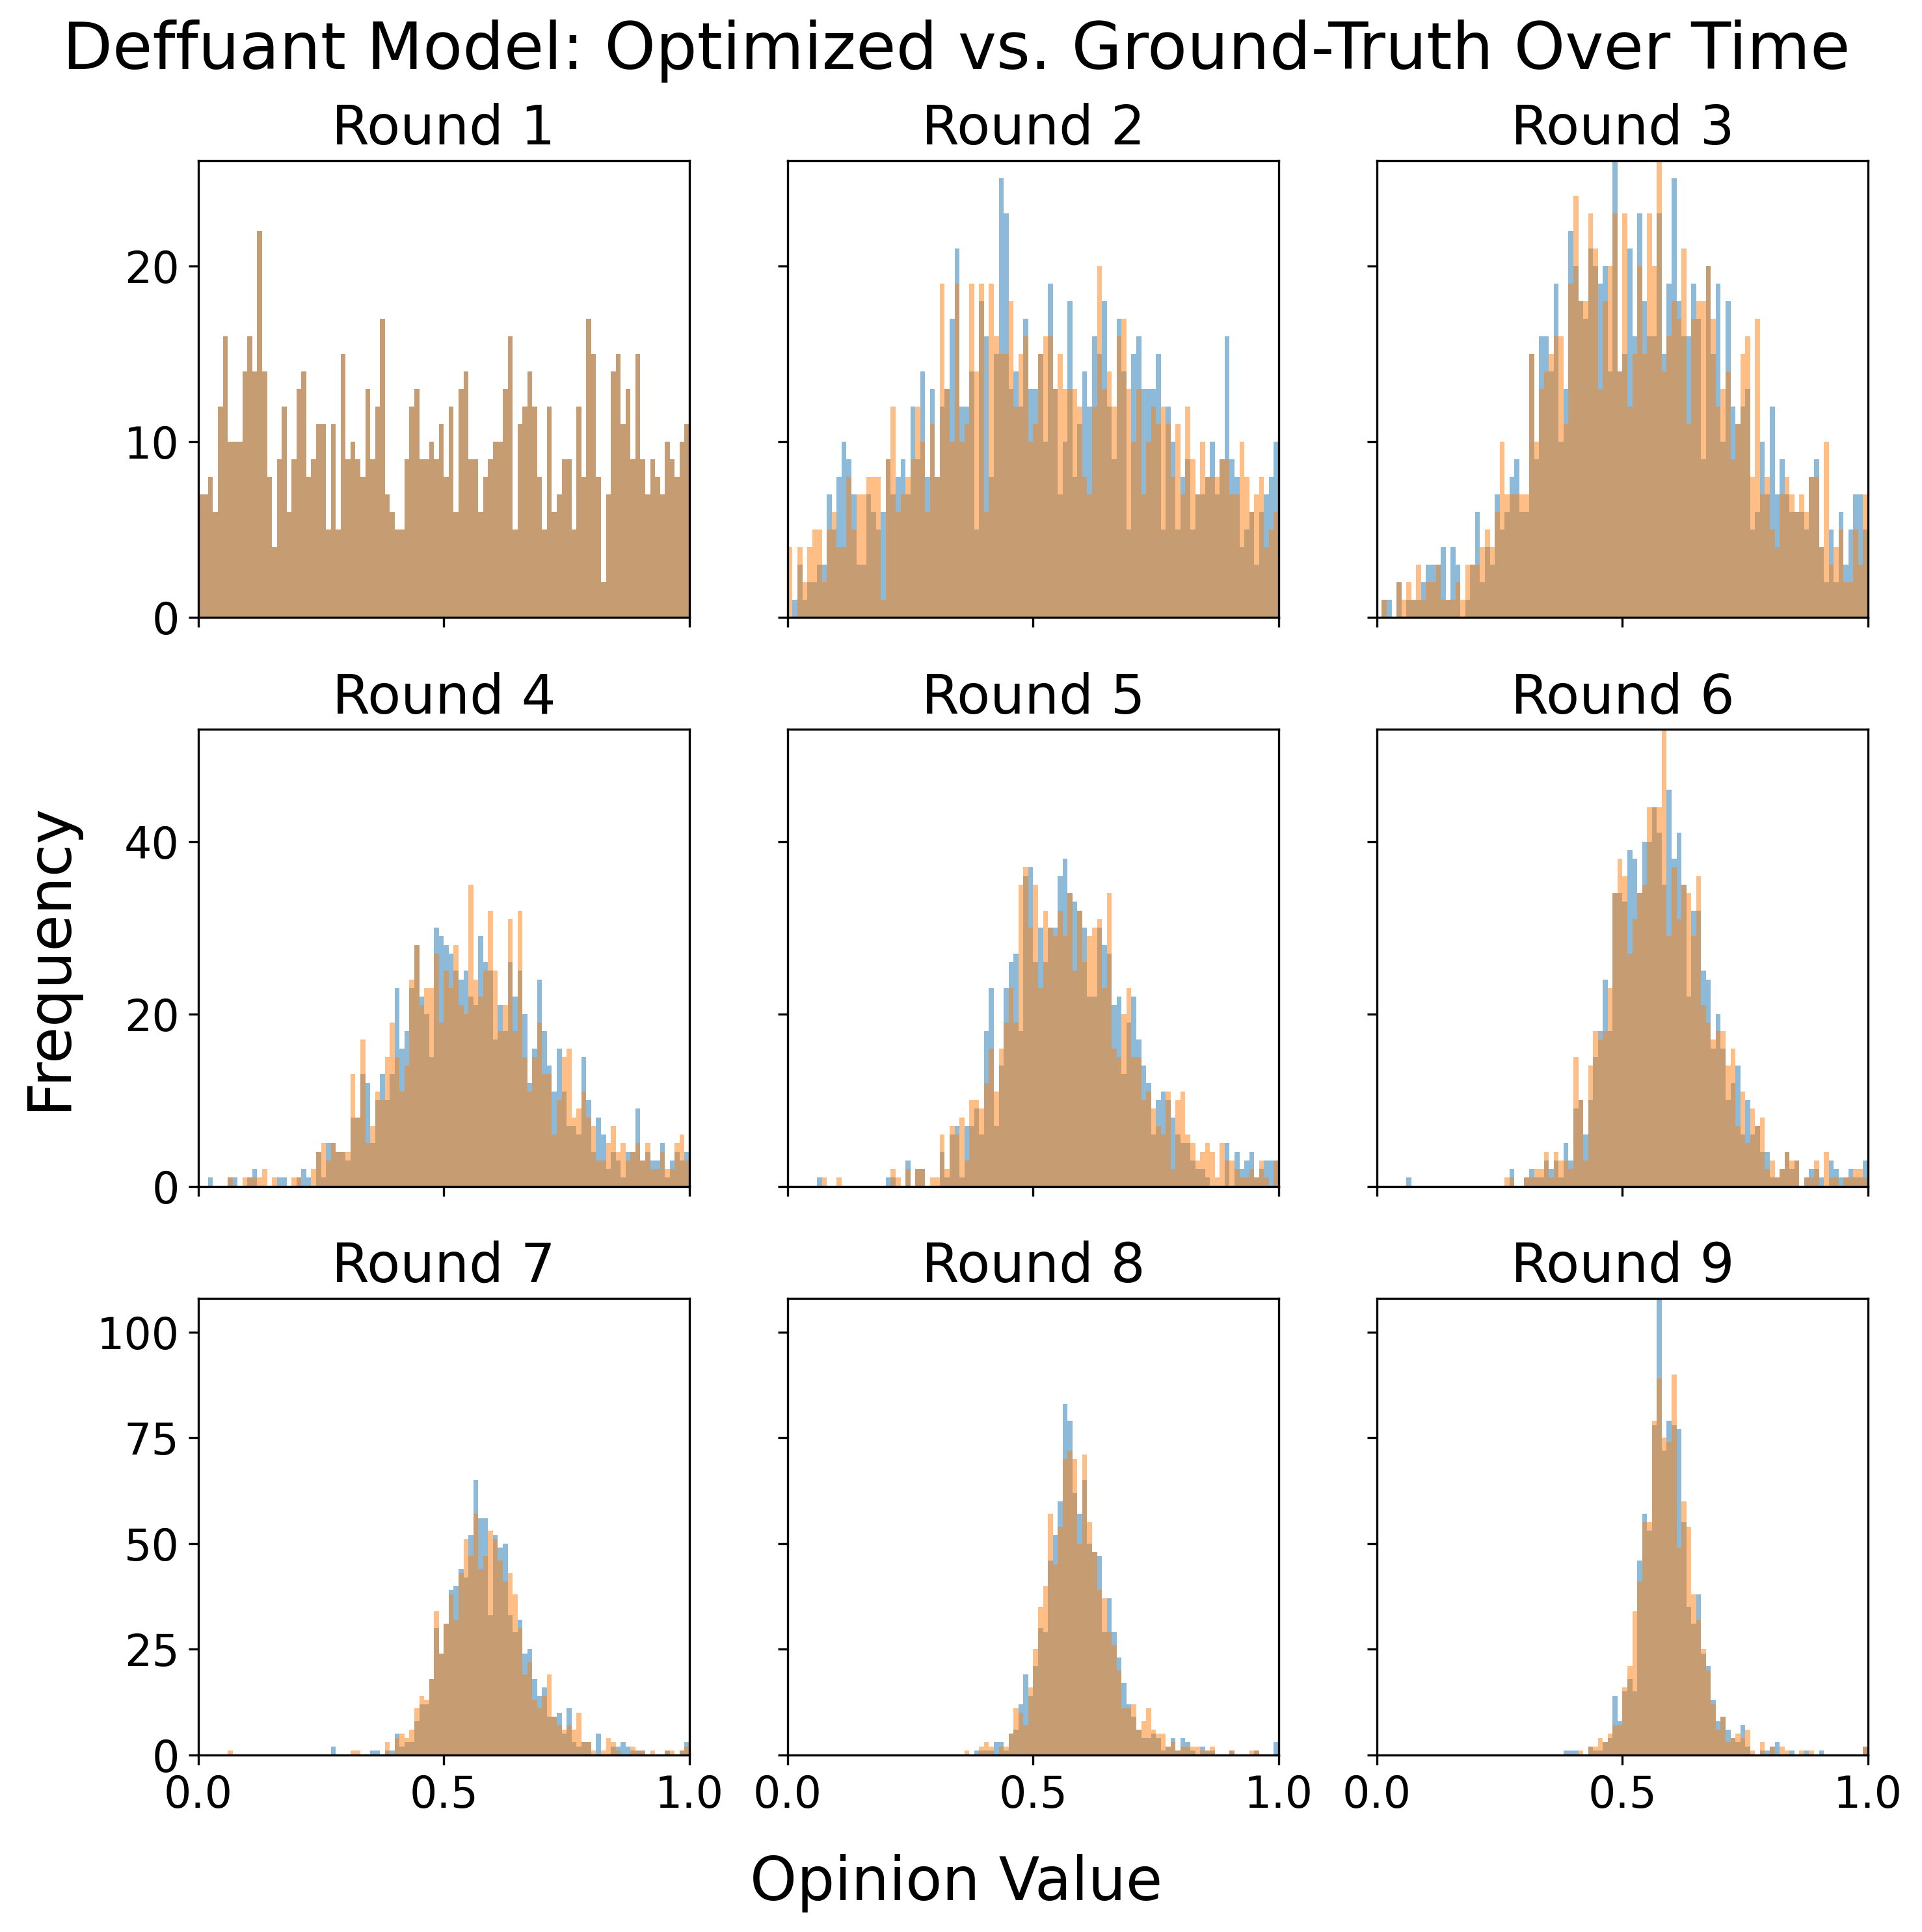 Deffuant Model: Optimized vs. Ground-Truth Over Time
Round 1
Round 2
Round 3
20
10
0
Round 4
Round 5
Round 6
40
20
0
Frequency
Round 7
Round 8
Round 9
100
75
50
25
0
0.0 0.5 1.0
0.0 0.5 1.0
0.0 0.5 1.0
Opinion Value